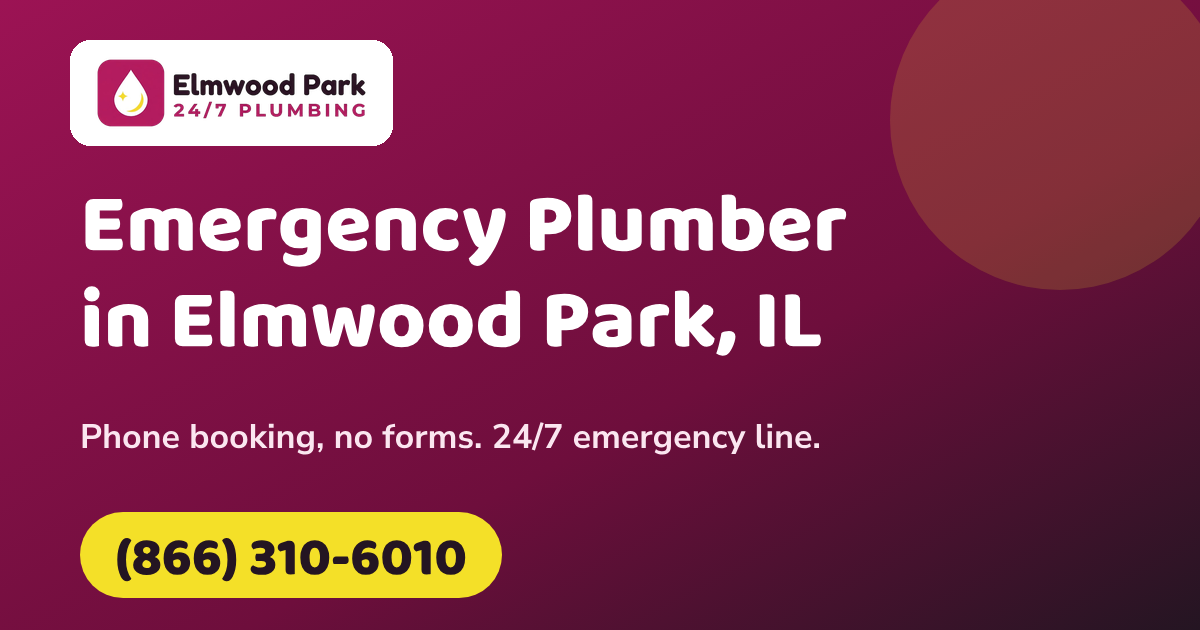 Elmwood Park
24/7 PLUMBING
Emergency Plumber
in Elmwood Park, IL
Phone booking, no forms. 24/7 emergency line.
(866) 310-6010